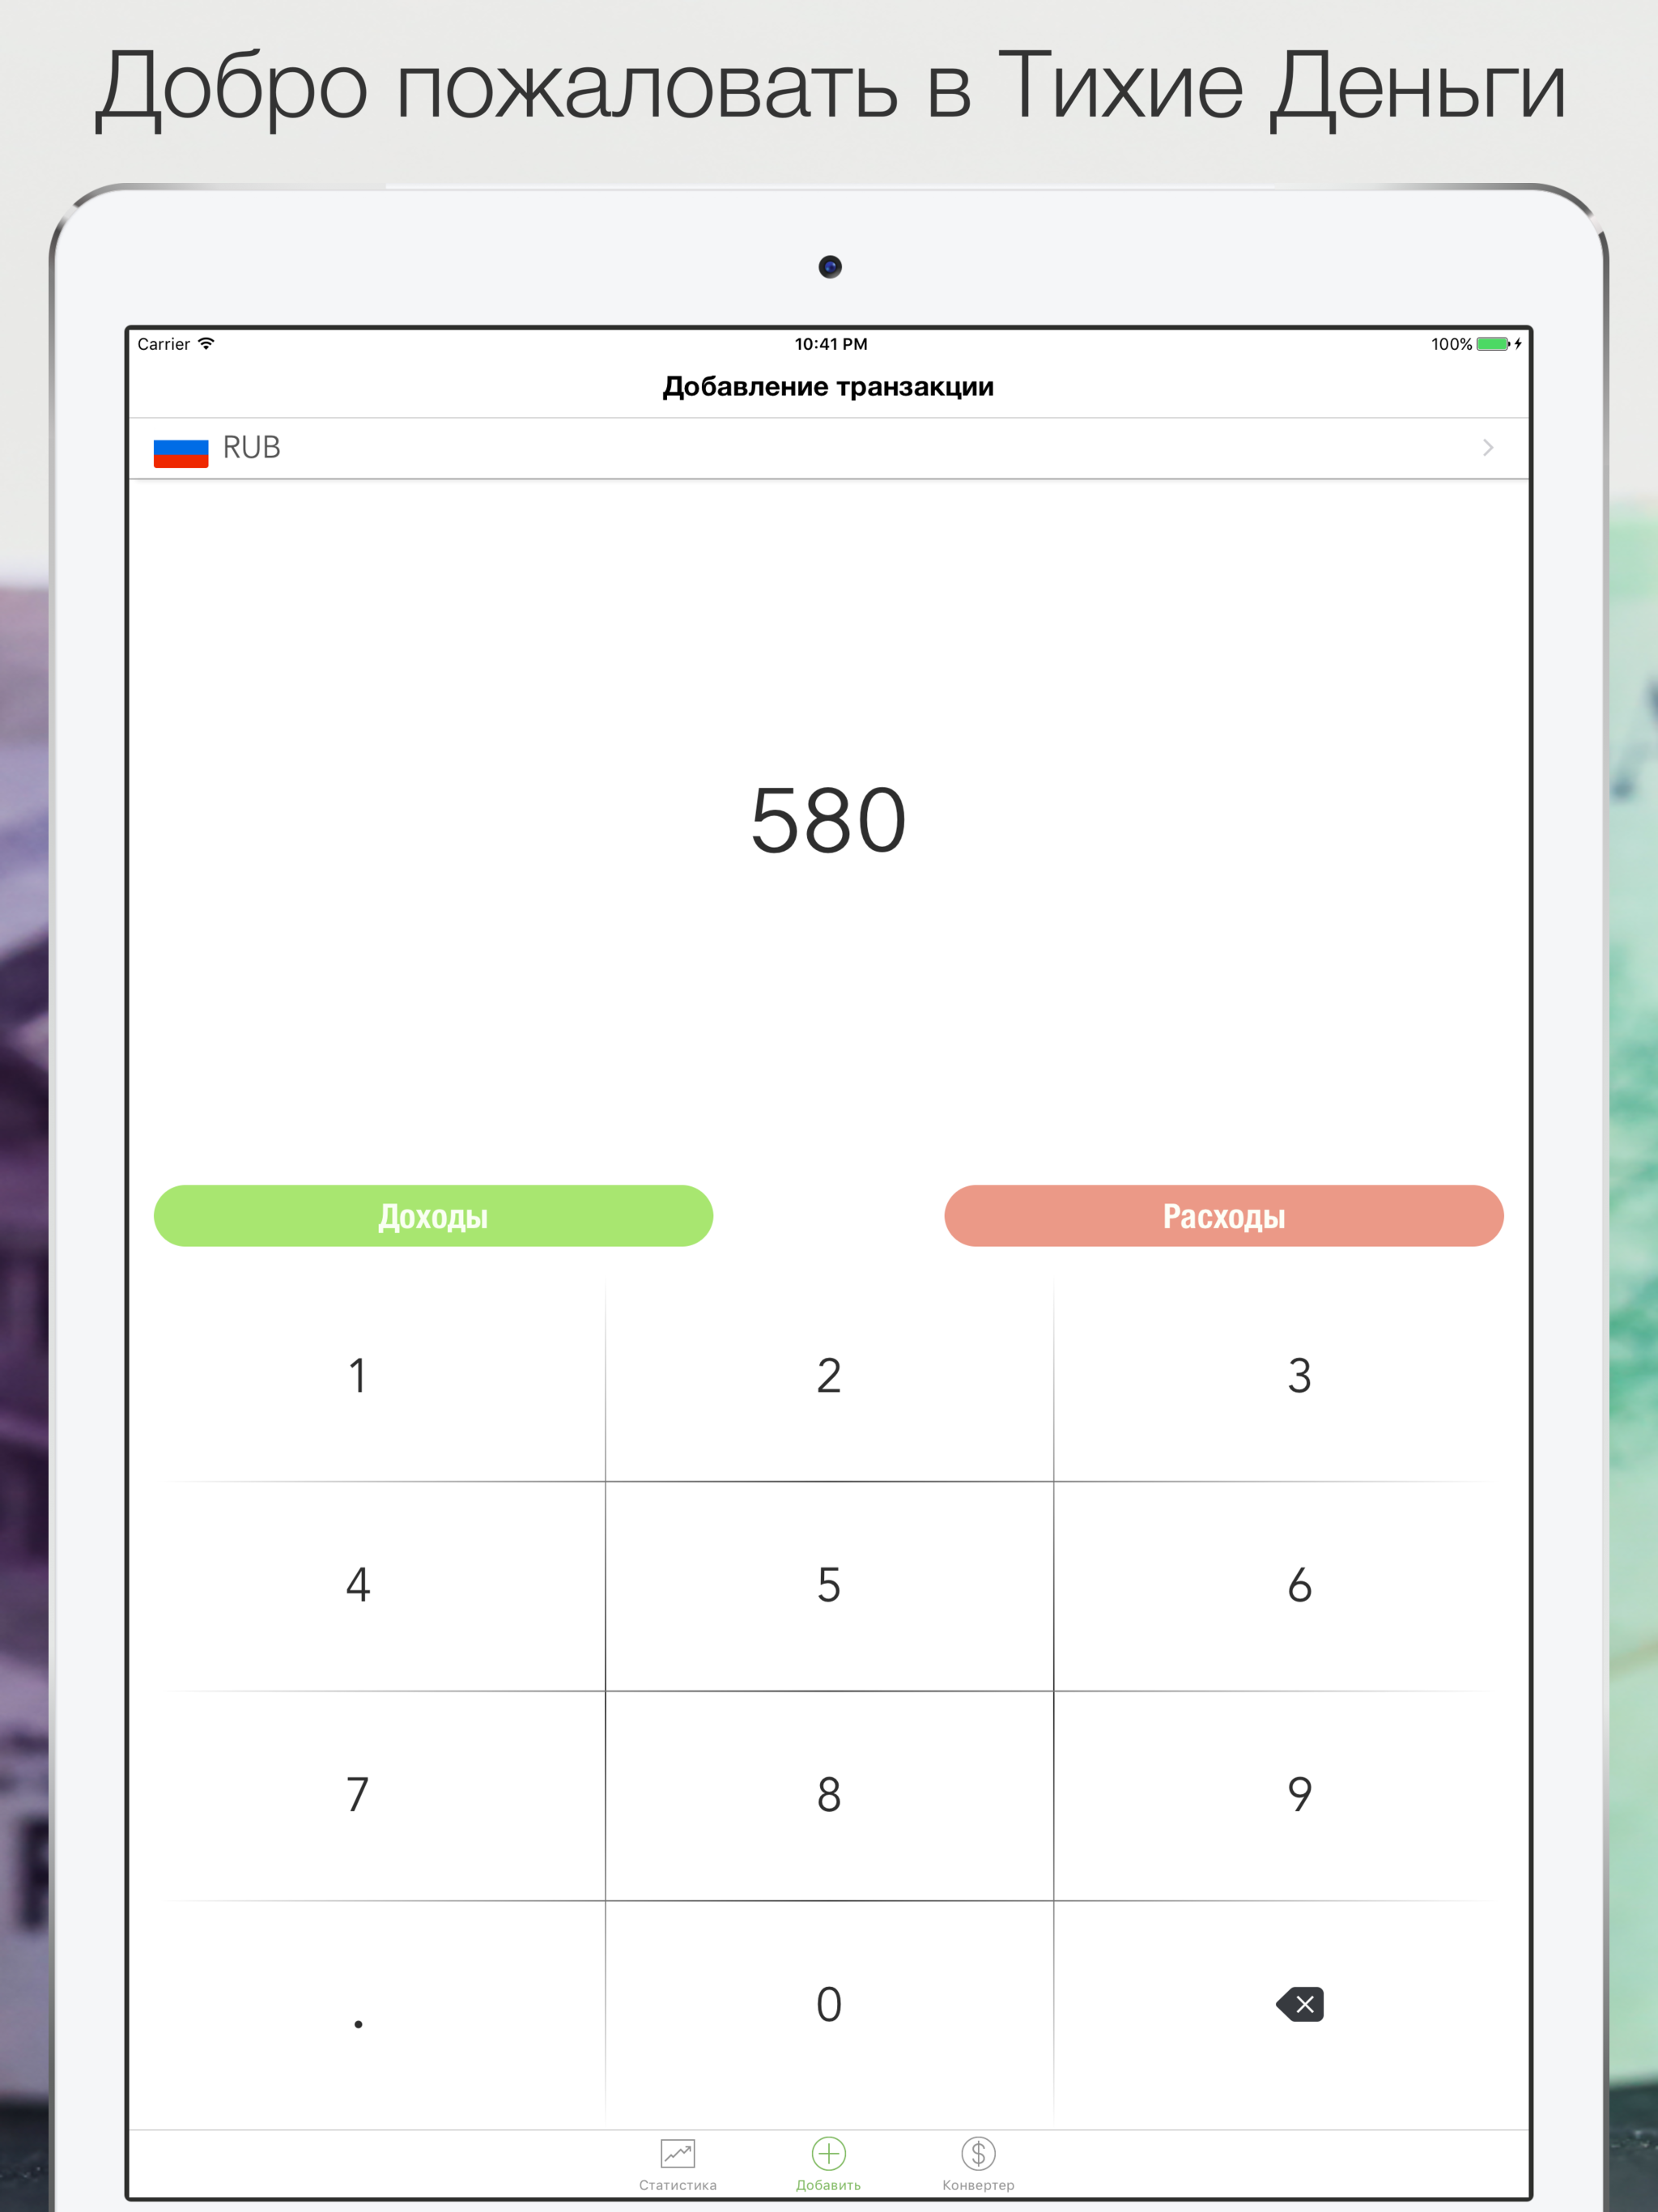 Добро пожаловать в Тихие Деньги
Carrier 10:41 PM 100%
Добавление транзакции
RUB
580
Доходы Расходы
1 2 3
4 5 6
7 8 9
. 0
Статистика Добавить Конвертер